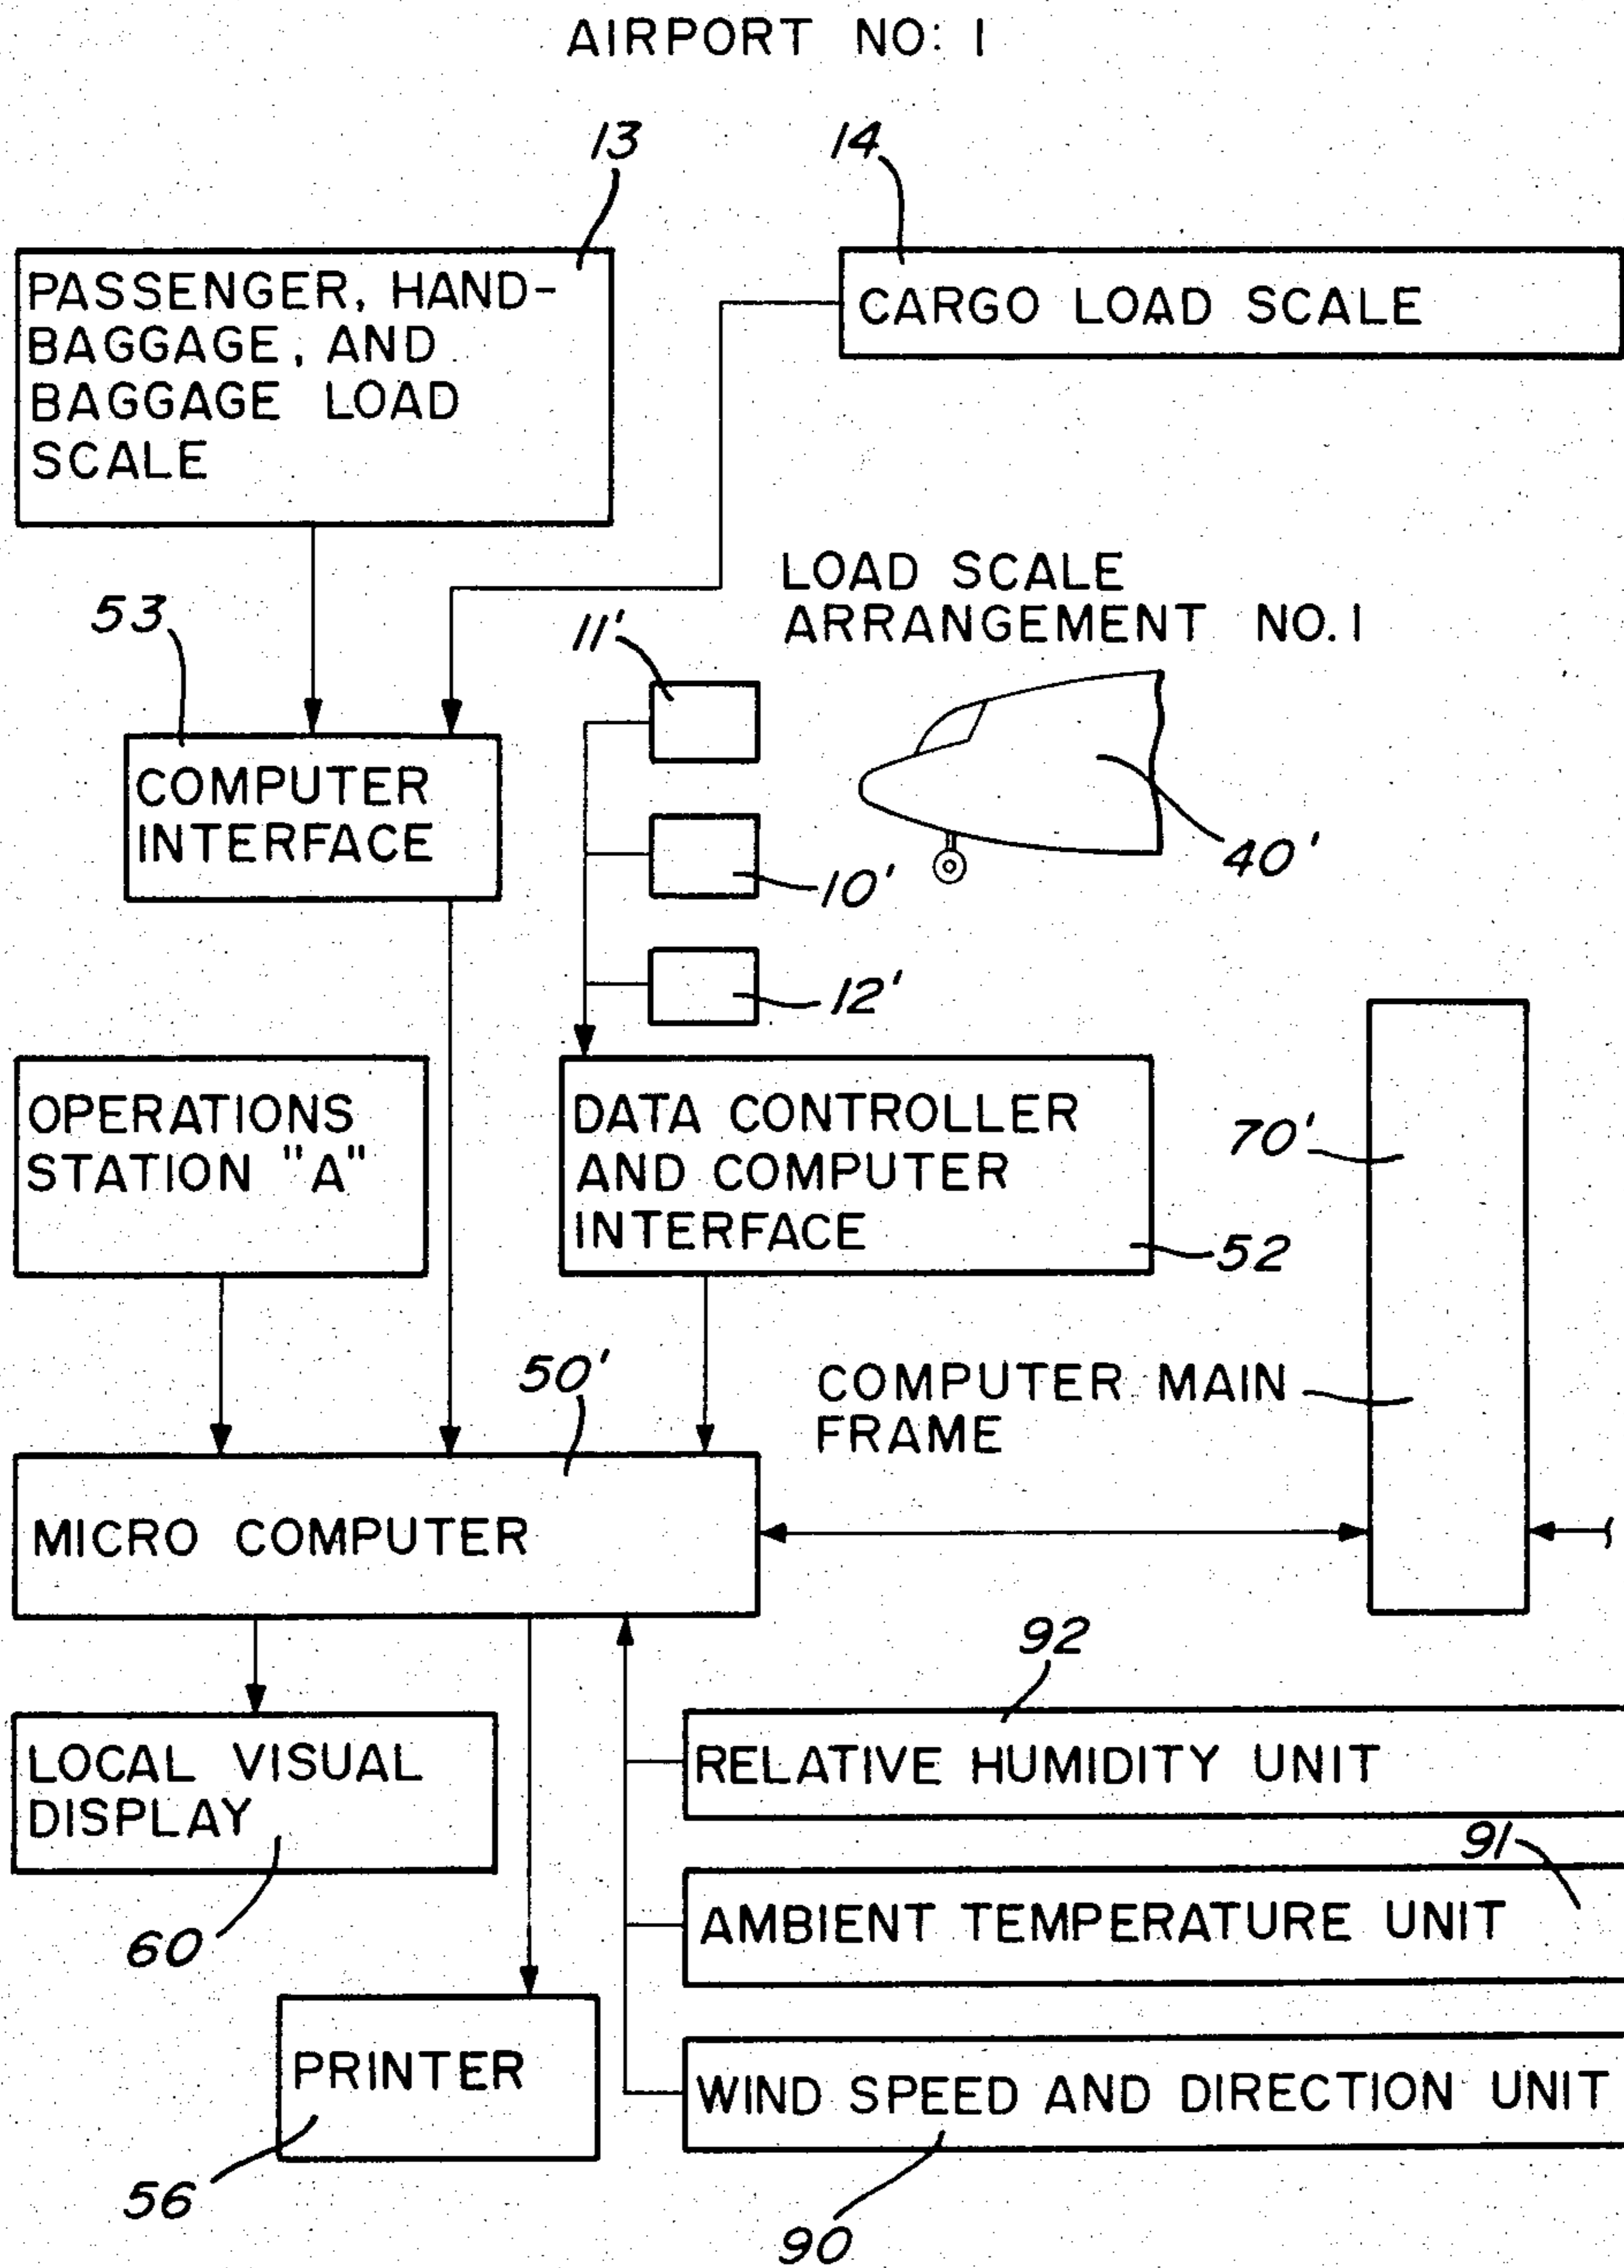 AIRPORT NO: 1
13
14
PASSENGER, HAND-
BAGGAGE, AND
BAGGAGE LOAD
SCALE
CARGO LOAD SCALE
LOAD SCALE
ARRANGEMENT NO. 1
53
11'
COMPUTER
INTERFACE
40'
10'
12'
OPERATIONS
STATION "A"
DATA CONTROLLER
AND COMPUTER
INTERFACE
70'
52
50'
COMPUTER MAIN
FRAME
MICRO COMPUTER
92
LOCAL VISUAL
DISPLAY
RELATIVE HUMIDITY UNIT
91
60
AMBIENT TEMPERATURE UNIT
PRINTER
WIND SPEED AND DIRECTION UNIT
56
90